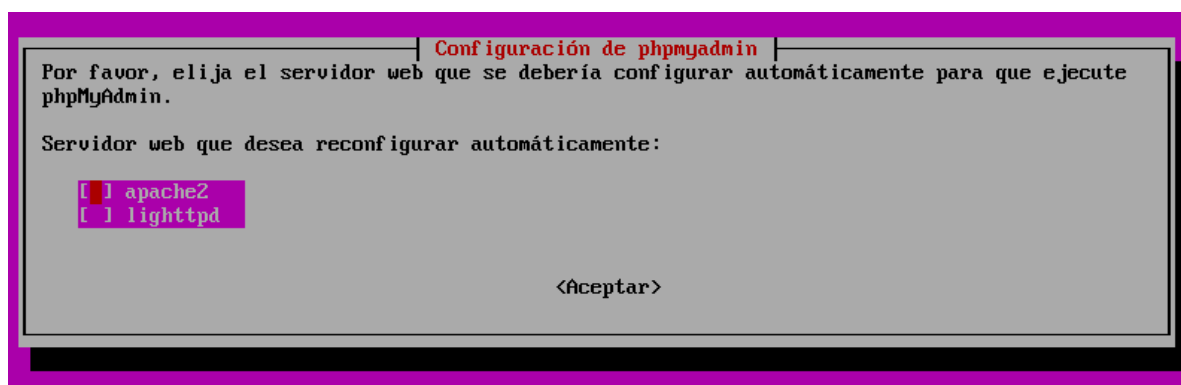 Configuración de phpmyadmin
Por favor, elija el servidor web que se debería configurar automáticamente para que ejecute
phpMyAdmin.
Servidor web que desea reconfigurar automáticamente:
[ ] apache2
[ ] lighttpd
<Aceptar>